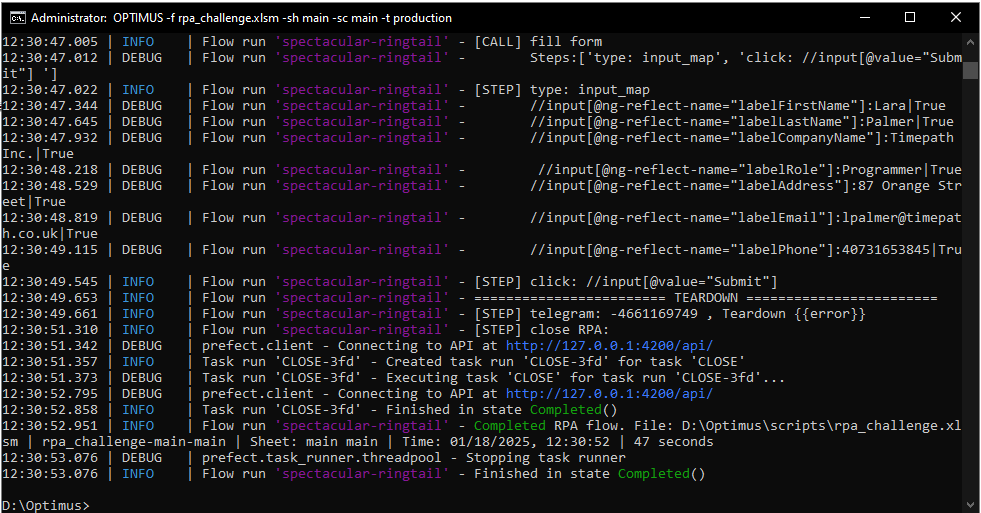 Administrator: OPTIMUS -f rpa_challenge.xlsm -sh main -sc main -t production
12:30:47.005 | INFO    | Flow run 'spectacular-ringtail' - [CALL] fill form
12:30:47.012 | DEBUG   | Flow run 'spectacular-ringtail' -        Steps:['type: input_map', 'click: //input[@value="Subm
it"] ']
12:30:47.022 | INFO    | Flow run 'spectacular-ringtail' - [STEP] type: input_map
12:30:47.344 | DEBUG   | Flow run 'spectacular-ringtail' -        //input[@ng-reflect-name="labelFirstName"]:Lara|True
12:30:47.645 | DEBUG   | Flow run 'spectacular-ringtail' -        //input[@ng-reflect-name="labelLastName"]:Palmer|True
12:30:47.932 | DEBUG   | Flow run 'spectacular-ringtail' -        //input[@ng-reflect-name="labelCompanyName"]:Timepath
Inc.|True
12:30:48.218 | DEBUG   | Flow run 'spectacular-ringtail' -         //input[@ng-reflect-name="labelRole"]:Programmer|True
12:30:48.529 | DEBUG   | Flow run 'spectacular-ringtail' -        //input[@ng-reflect-name="labelAddress"]:87 Orange Str
eet|True
12:30:48.819 | DEBUG   | Flow run 'spectacular-ringtail' -        //input[@ng-reflect-name="labelEmail"]:lpalmer@timepat
h.co.uk|True
12:30:49.115 | DEBUG   | Flow run 'spectacular-ringtail' -        //input[@ng-reflect-name="labelPhone"]:40731653845|Tru
e
12:30:49.545 | INFO    | Flow run 'spectacular-ringtail' - [STEP] click: //input[@value="Submit"]
12:30:49.653 | INFO    | Flow run 'spectacular-ringtail' - ======================== TEARDOWN ========================
12:30:49.661 | INFO    | Flow run 'spectacular-ringtail' - [STEP] telegram: -4661169749 , Teardown {{error}}
12:30:51.310 | INFO    | Flow run 'spectacular-ringtail' - [STEP] close RPA:
12:30:51.342 | DEBUG   | prefect.client - Connecting to API at http://127.0.0.1:4200/api/
12:30:51.357 | INFO    | Task run 'CLOSE-3fd' - Created task run 'CLOSE-3fd' for task 'CLOSE'
12:30:51.373 | DEBUG   | Task run 'CLOSE-3fd' - Executing task 'CLOSE' for task run 'CLOSE-3fd'...
12:30:52.795 | DEBUG   | prefect.client - Connecting to API at http://127.0.0.1:4200/api/
12:30:52.858 | INFO    | Task run 'CLOSE-3fd' - Finished in state Completed()
12:30:52.951 | INFO    | Flow run 'spectacular-ringtail' - Completed RPA flow. File: D:\Optimus\scripts\rpa_challenge.xl
sm | rpa_challenge-main-main | Sheet: main main | Time: 01/18/2025, 12:30:52 | 47 seconds
12:30:53.076 | DEBUG   | prefect.task_runner.threadpool - Stopping task runner
12:30:53.076 | INFO    | Flow run 'spectacular-ringtail' - Finished in state Completed()
D:\Optimus>